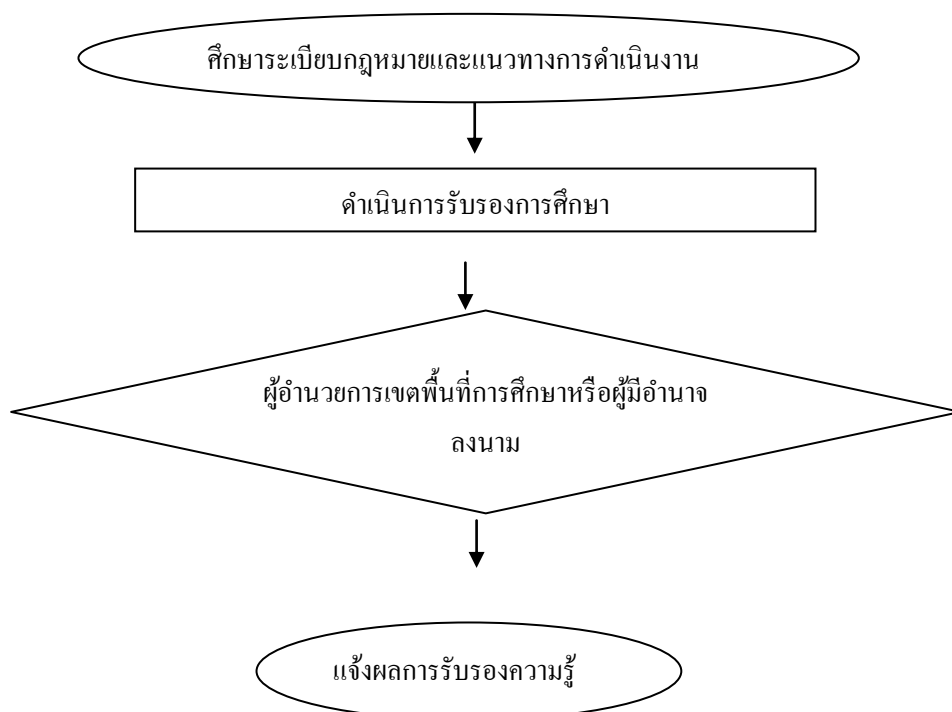 ศึกษาระเบียบกฎหมายและแนวทางการดำเนินงาน
ดำเนินการรับรองการศึกษา
ผู้อำนวยการเขตพื้นที่การศึกษาหรือผู้มีอำนาจ
ลงนาม
แจ้งผลการรับรองความรู้